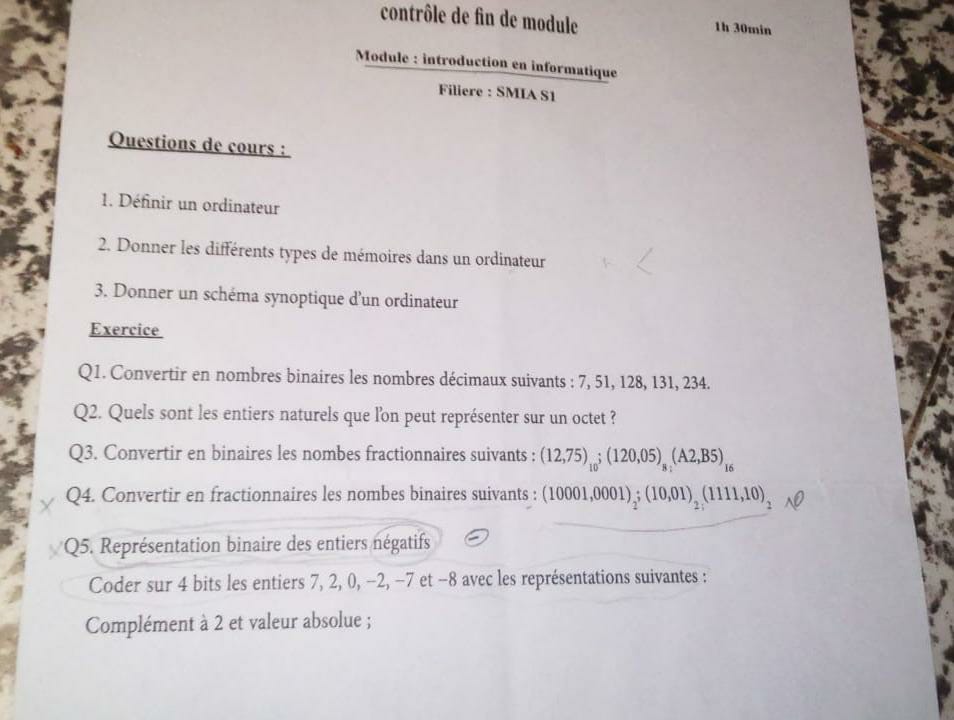 contrôle de fin de module
1h 30min
Module : introduction en informatique
Filiere : SMIA S1
Questions de cours :
1. Définir un ordinateur
2. Donner les différents types de mémoires dans un ordinateur
3. Donner un schéma synoptique d'un ordinateur
Exercice
Q1. Convertir en nombres binaires les nombres décimaux suivants : 7, 51, 128, 131, 234.
Q2. Quels sont les entiers naturels que l'on peut représenter sur un octet ?
Q3. Convertir en binaires les nombes fractionnaires suivants : (12,75)₁₀; (120,05)₈; (A2,B5)₁₆
Q4. Convertir en fractionnaires les nombes binaires suivants : (10001,0001)₂; (10,01)₂; (1111,10)₂
Q5. Représentation binaire des entiers négatifs
Coder sur 4 bits les entiers 7, 2, 0, −2, −7 et −8 avec les représentations suivantes :
Complément à 2 et valeur absolue ;